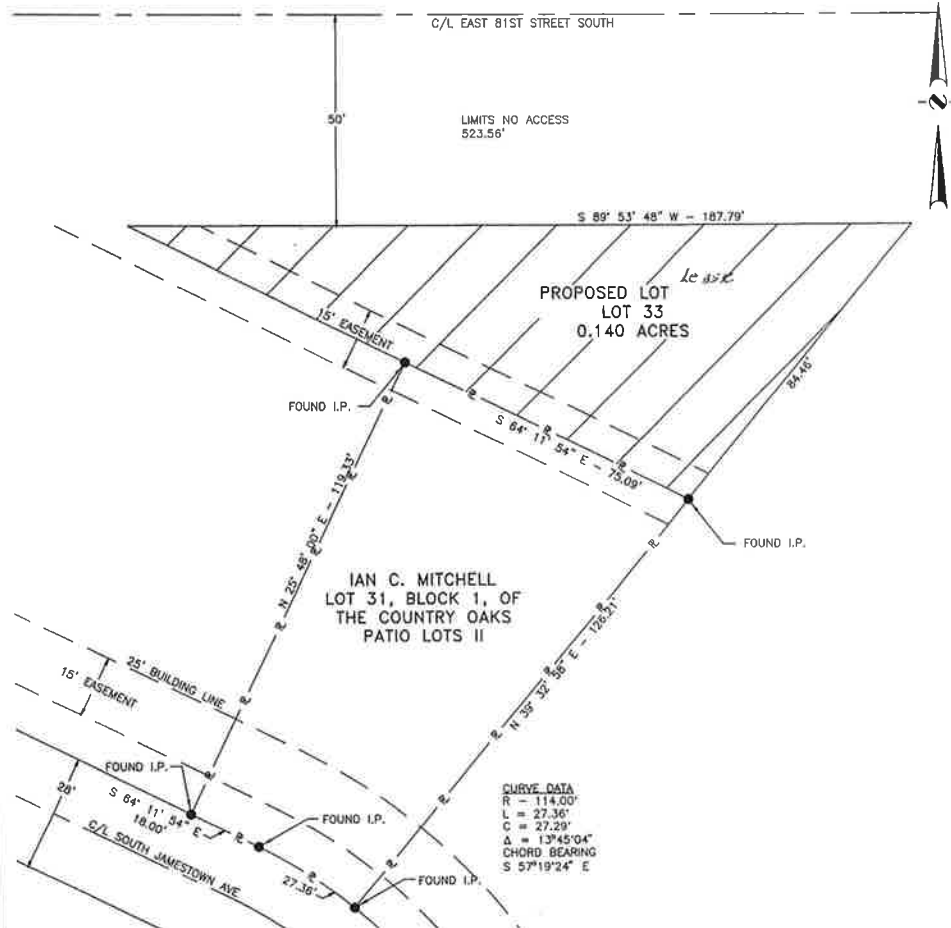 C/L EAST 81ST STREET SOUTH
50'
LIMITS NO ACCESS
523.56'
S 89° 53' 48" W - 187.79'
PROPOSED LOT
LOT 33
0.140 ACRES
15' EASEMENT
84.46'
FOUND I.P.
S 64° 11' 54" E - 75.09'
FOUND I.P.
N 25° 48' 00" E - 119.33'
IAN C. MITCHELL
LOT 31, BLOCK 1, OF
THE COUNTRY OAKS
PATIO LOTS II
N 39° 32' 58" E - 126.21'
25' BUILDING LINE
15' EASEMENT
FOUND I.P.
28'
S 64° 11' 54" E
18.00'
C/L SOUTH JAMESTOWN AVE
FOUND I.P.
27.36'
FOUND I.P.
CURVE DATA
R - 114.00'
L = 27.36'
C = 27.29'
Δ = 13°45'04"
CHORD BEARING
S 57°19'24" E